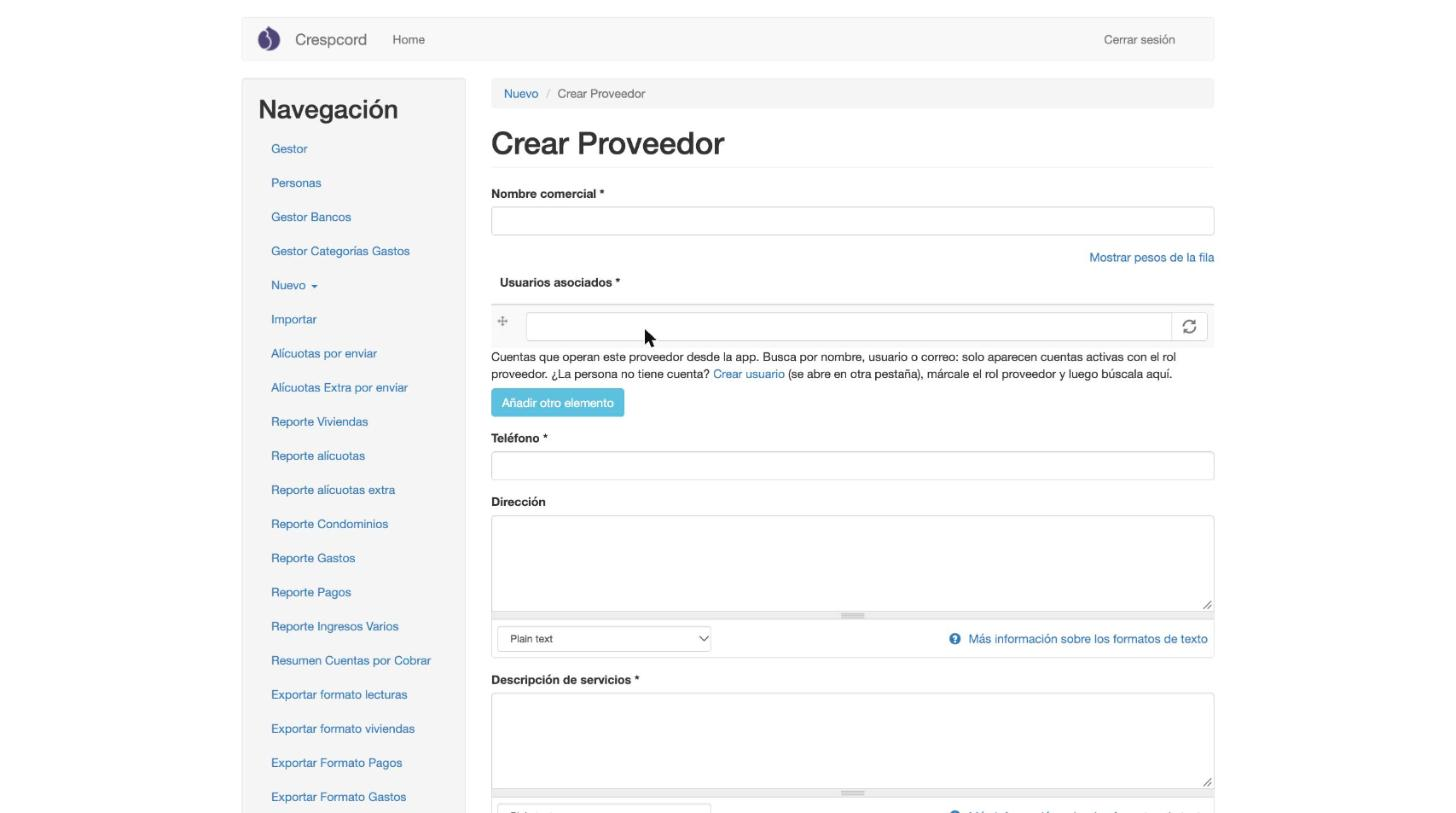 Crespcord
Home
Cerrar sesión
Navegación
Gestor
Personas
Gestor Bancos
Gestor Categorías Gastos
Nuevo
Importar
Alícuotas por enviar
Alícuotas Extra por enviar
Reporte Viviendas
Reporte alícuotas
Reporte alícuotas extra
Reporte Condominios
Reporte Gastos
Reporte Pagos
Reporte Ingresos Varios
Resumen Cuentas por Cobrar
Exportar formato lecturas
Exportar formato viviendas
Exportar Formato Pagos
Exportar Formato Gastos
Nuevo / Crear Proveedor
Crear Proveedor
Nombre comercial *
Mostrar pesos de la fila
Usuarios asociados *
Cuentas que operan este proveedor desde la app. Busca por nombre, usuario o correo: solo aparecen cuentas activas con el rol
proveedor. ¿La persona no tiene cuenta? Crear usuario (se abre en otra pestaña), márcale el rol proveedor y luego búscala aquí.
Añadir otro elemento
Teléfono *
Dirección
Plain text
Más información sobre los formatos de texto
Descripción de servicios *